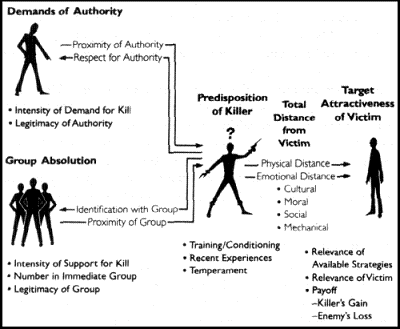 Demands of Authority
Proximity of Authority
Respect for Authority
• Intensity of Demand for Kill
• Legitimacy of Authority
Group Absolution
Identification with Group
Proximity of Group
• Intensity of Support for Kill
• Number in Immediate Group
• Legitimacy of Group
Predisposition
of Killer
?
• Training/Conditioning
• Recent Experiences
• Temperament
Total
Distance
from
Victim
Physical Distance
Emotional Distance
• Cultural
• Moral
• Social
• Mechanical
Target
Attractiveness
of Victim
• Relevance of
Available Strategies
• Relevance of Victim
• Payoff
–Killer's Gain
–Enemy's Loss